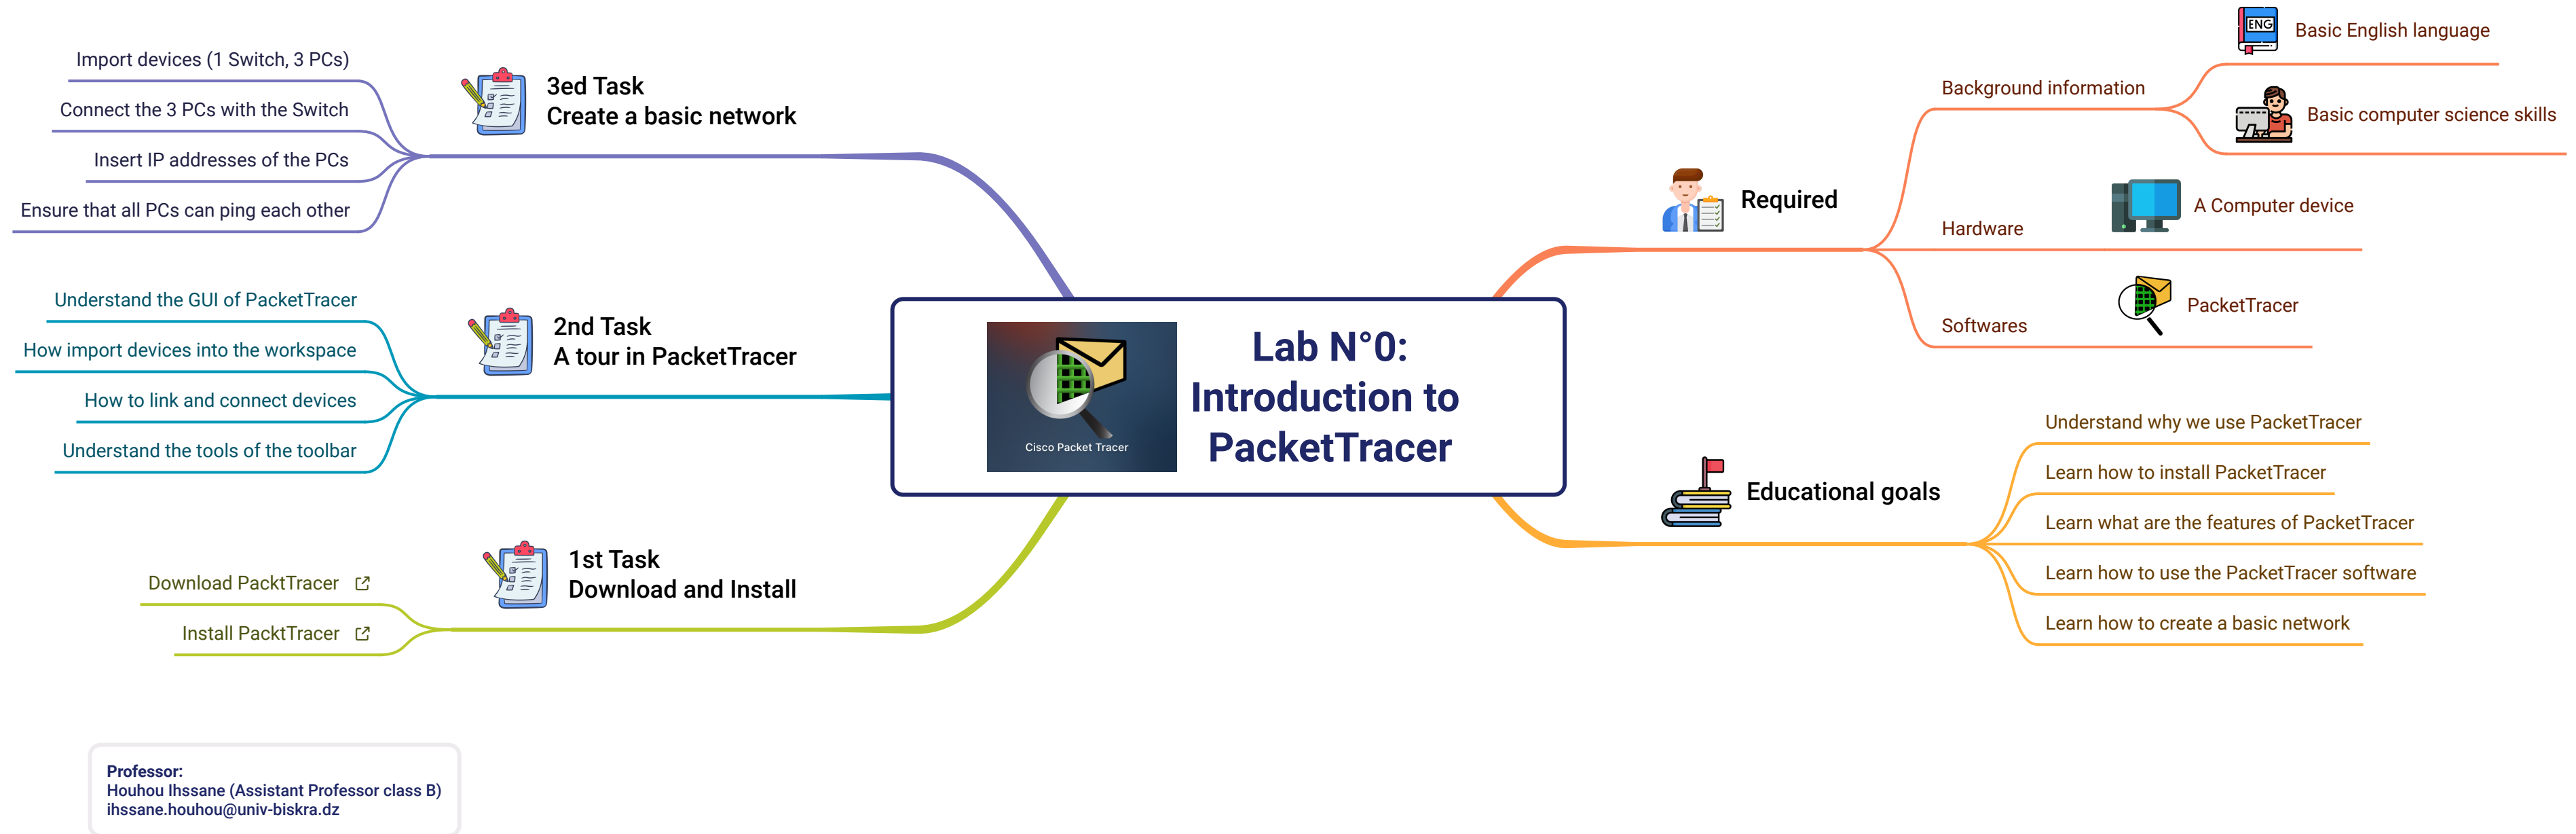 Lab N°0:
Introduction to
PacketTracer
Cisco Packet Tracer
Required
Background information
ENG
Basic English language
Basic computer science skills
Hardware
A Computer device
Softwares
PacketTracer
Educational goals
Understand why we use PacketTracer
Learn how to install PacketTracer
Learn what are the features of PacketTracer
Learn how to use the PacketTracer software
Learn how to create a basic network
1st Task
Download and Install
Download PacktTracer
Install PacktTracer
2nd Task
A tour in PacketTracer
Understand the GUI of PacketTracer
How import devices into the workspace
How to link and connect devices
Understand the tools of the toolbar
3ed Task
Create a basic network
Import devices (1 Switch, 3 PCs)
Connect the 3 PCs with the Switch
Insert IP addresses of the PCs
Ensure that all PCs can ping each other
Professor:
Houhou Ihssane (Assistant Professor class B)
ihssane.houhou@univ-biskra.dz